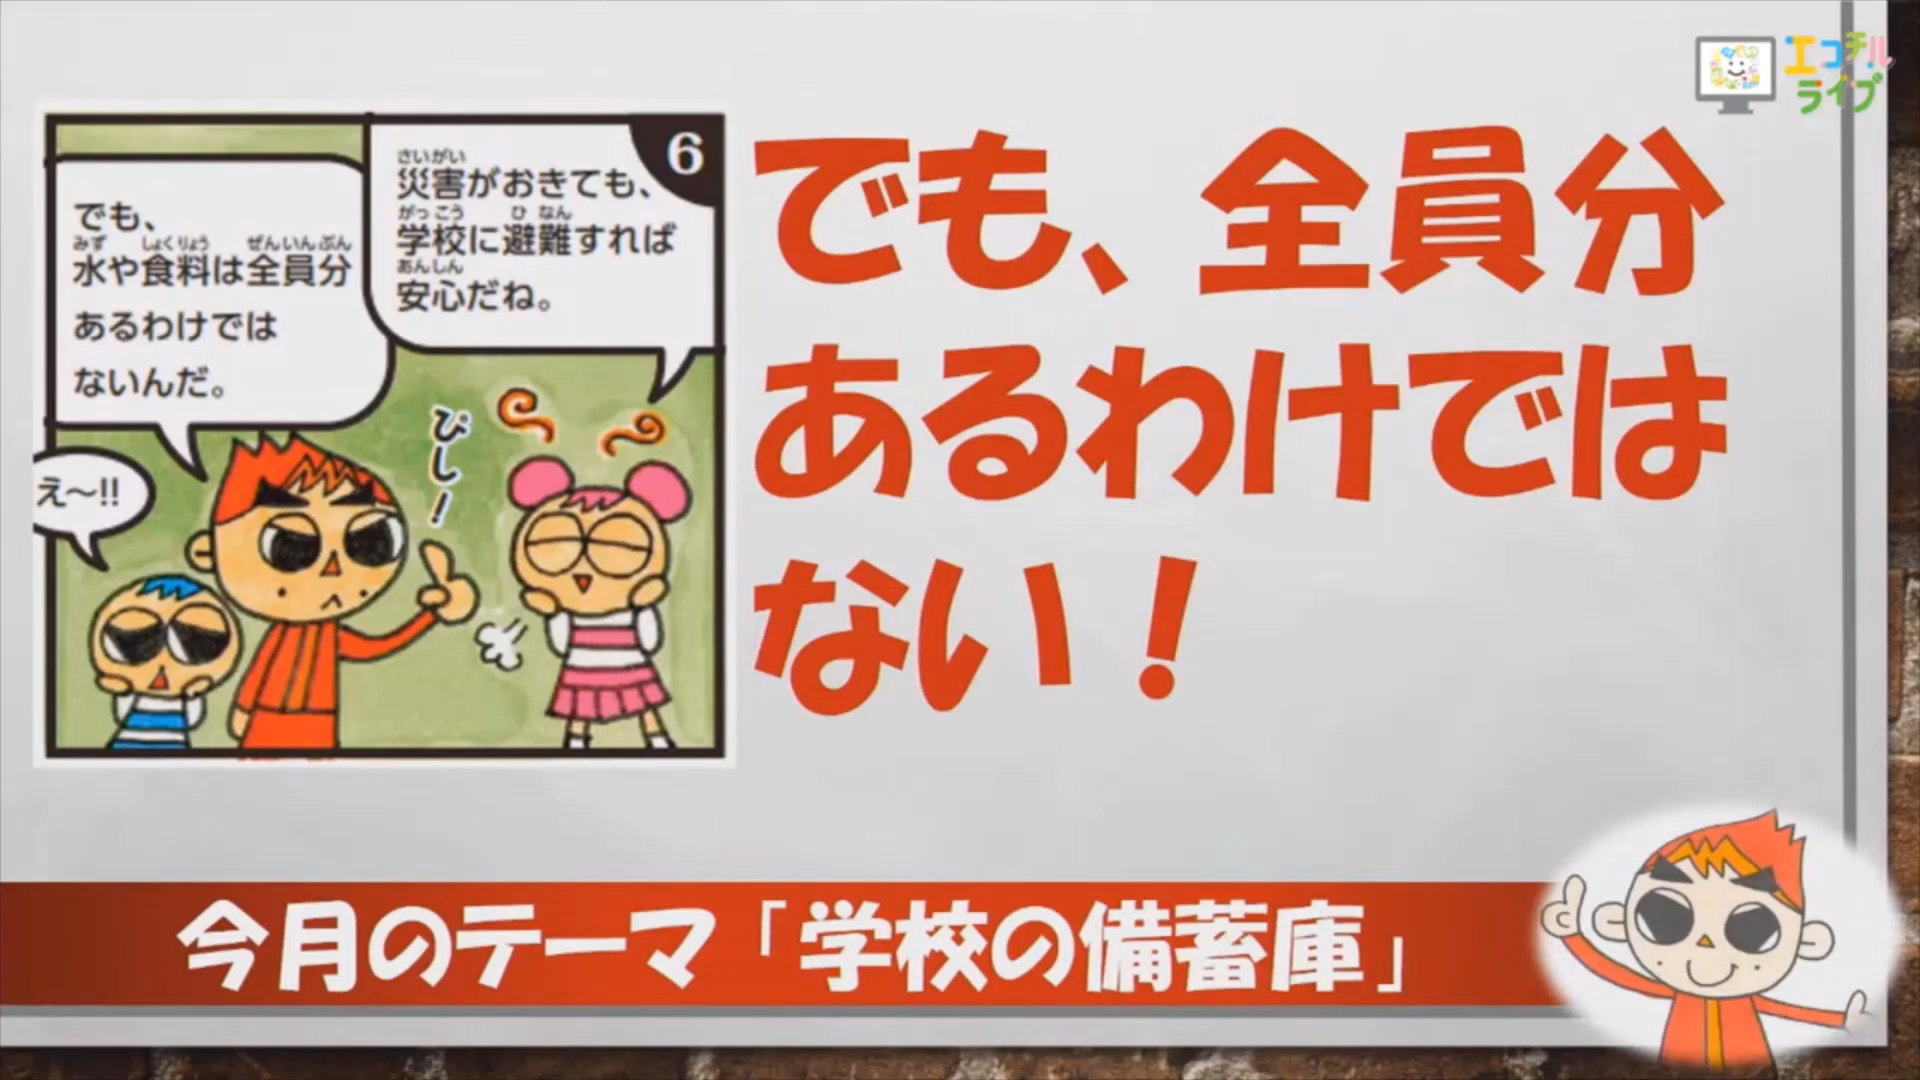 エコチル
ライブ
6
さいがい
災害がおきても、
がっこう ひなん
学校に避難すれば
あんしん
安心だね。
でも、
みず しょくりょう ぜんいんぶん
水や食料は全員分
あるわけでは
ないんだ。
え〜!!
ぴし!
でも、全員分
あるわけでは
ない!
今月のテーマ「学校の備蓄庫」